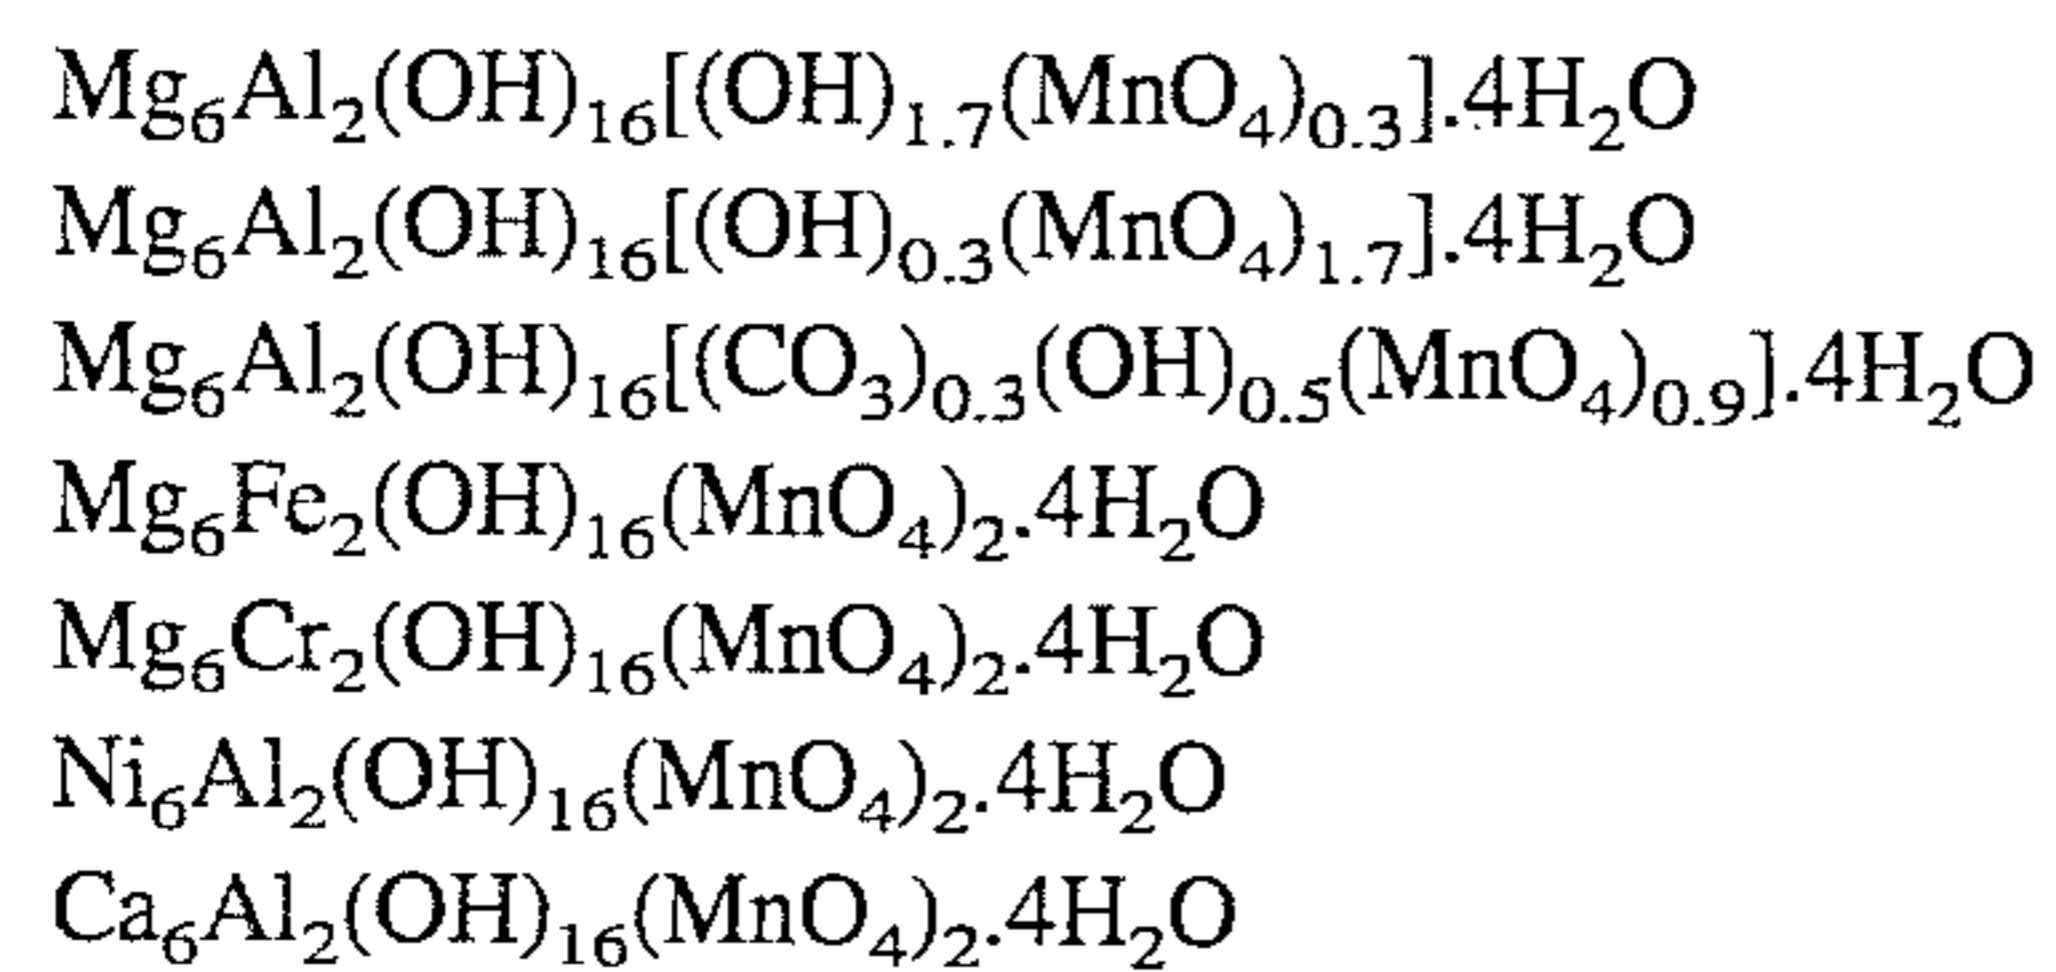 Mg₆Al₂(OH)₁₆[(OH)₁.₇(MnO₄)₀.₃].4H₂O
Mg₆Al₂(OH)₁₆[(OH)₀.₃(MnO₄)₁.₇].4H₂O
Mg₆Al₂(OH)₁₆[(CO₃)₀.₃(OH)₀.₅(MnO₄)₀.₉].4H₂O
Mg₆Fe₂(OH)₁₆(MnO₄)₂.4H₂O
Mg₆Cr₂(OH)₁₆(MnO₄)₂.4H₂O
Ni₆Al₂(OH)₁₆(MnO₄)₂.4H₂O
Ca₆Al₂(OH)₁₆(MnO₄)₂.4H₂O